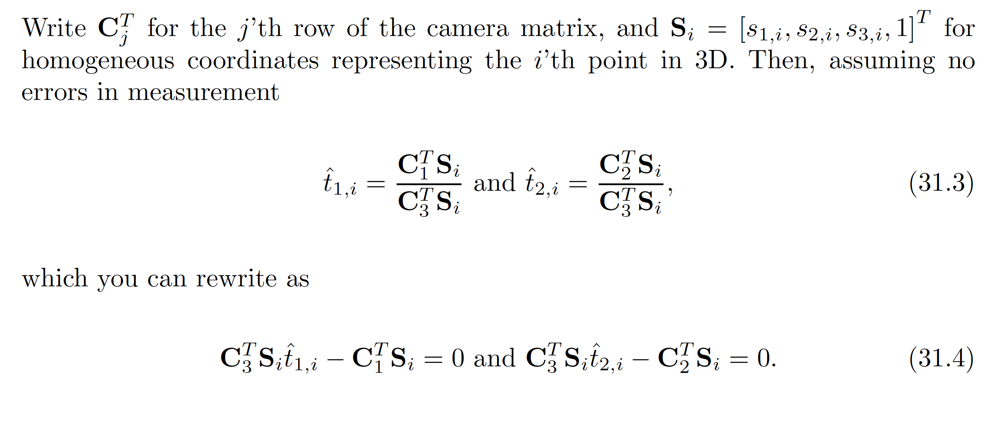 Write $\mathbf{C}_j^T$ for the $j$'th row of the camera matrix, and $\mathbf{S}_i = [s_{1,i}, s_{2,i}, s_{3,i}, 1]^T$ for
homogeneous coordinates representing the $i$'th point in 3D. Then, assuming no
errors in measurement
$\hat{t}_{1,i} = \frac{\mathbf{C}_1^T \mathbf{S}_i}{\mathbf{C}_3^T \mathbf{S}_i}$ and $\hat{t}_{2,i} = \frac{\mathbf{C}_2^T \mathbf{S}_i}{\mathbf{C}_3^T \mathbf{S}_i},$ (31.3)
which you can rewrite as
$\mathbf{C}_3^T \mathbf{S}_i \hat{t}_{1,i} - \mathbf{C}_1^T \mathbf{S}_i = 0$ and $\mathbf{C}_3^T \mathbf{S}_i \hat{t}_{2,i} - \mathbf{C}_2^T \mathbf{S}_i = 0.$ (31.4)